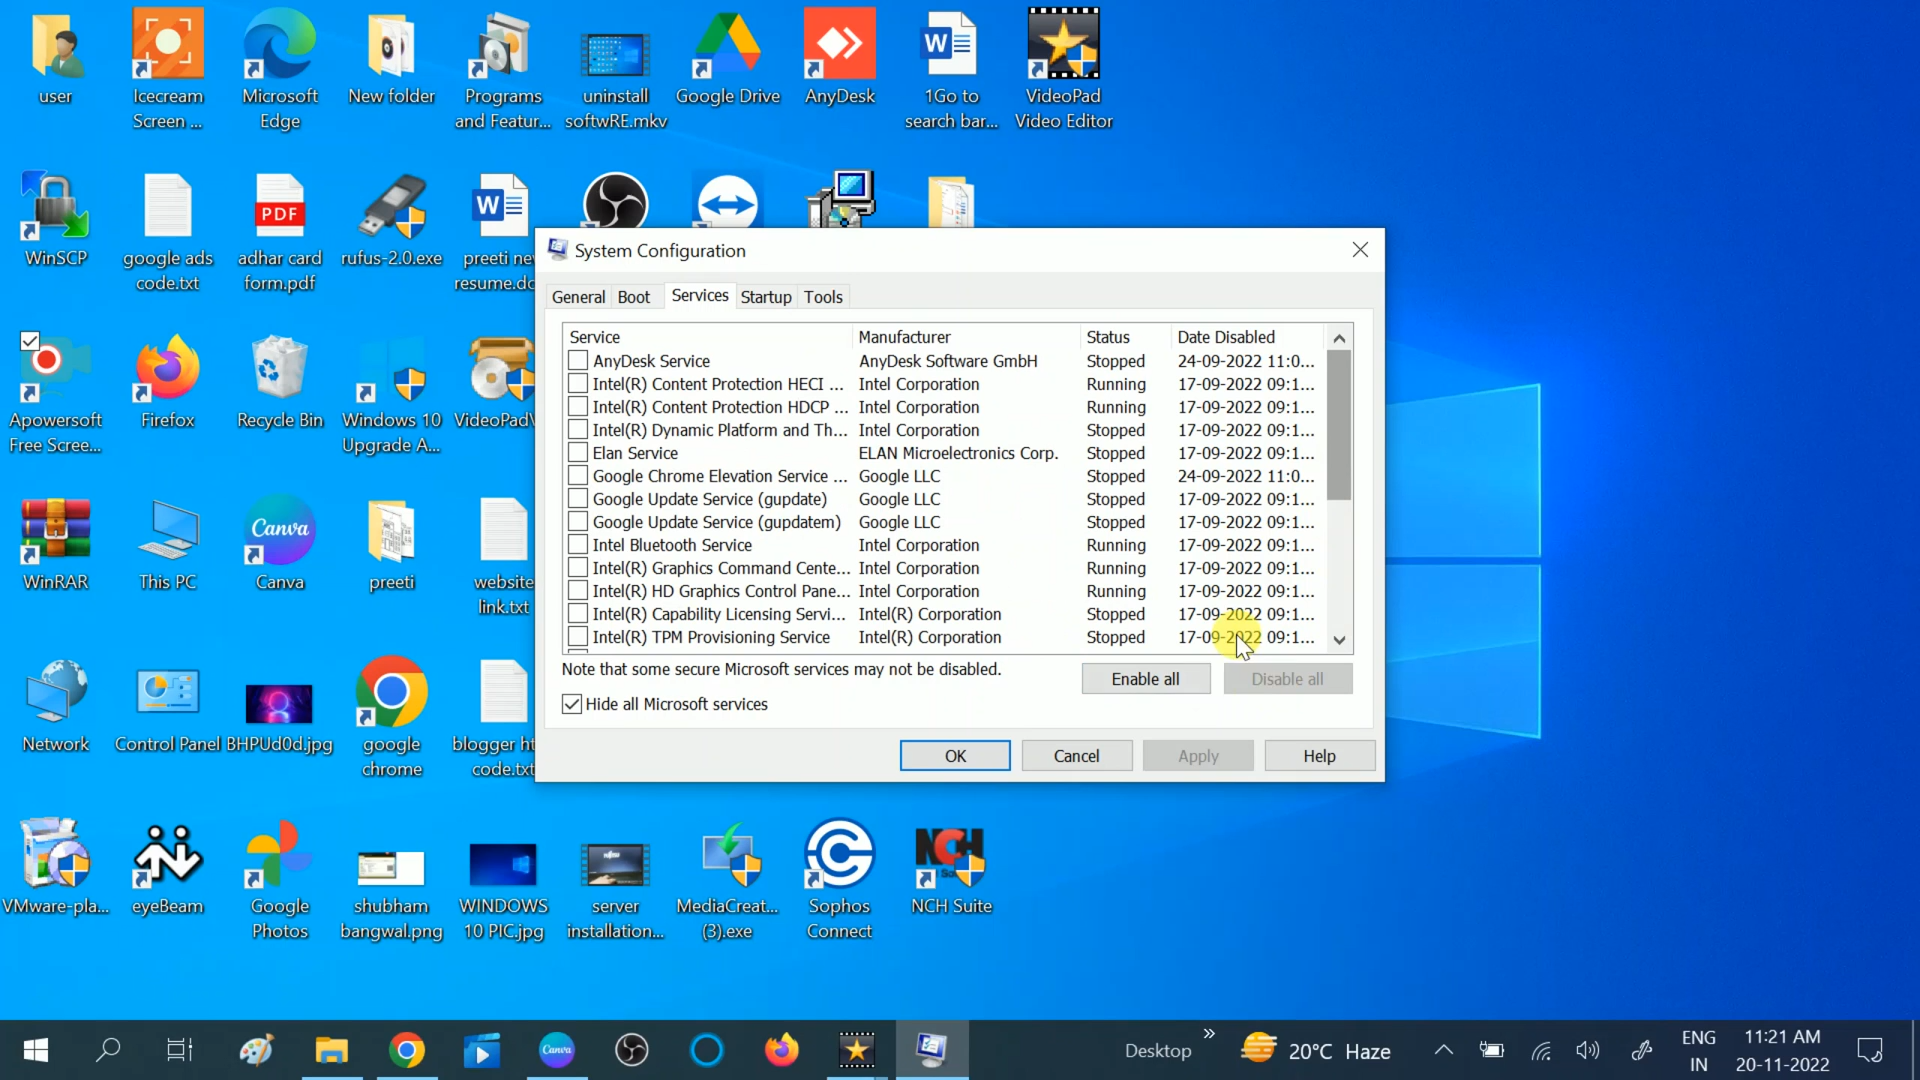 user
Icecream
Screen ...
Microsoft
Edge
New folder
Programs
and Featur...
uninstall
softwRE.mkv
Google Drive
AnyDesk
1Go to
search bar...
VideoPad
Video Editor
WinSCP
google ads
code.txt
PDF
adhar card
form.pdf
rufus-2.0.exe
preeti ne
resume.do
Apowersoft
Free Scree...
Firefox
Recycle Bin
Windows 10
Upgrade A...
VideoPad
WinRAR
This PC
Canva
Canva
preeti
website
link.txt
Network
Control Panel
BHPUd0d.jpg
google
chrome
blogger ht
code.txt
VMware-pla...
eyeBeam
Google
Photos
shubham
bangwal.png
WINDOWS
10 PIC.jpg
server
installation...
MediaCreat...
(3).exe
Sophos
Connect
NCH
NCH Suite
System Configuration
General Boot Services Startup Tools
Service Manufacturer Status Date Disabled
AnyDesk Service AnyDesk Software GmbH Stopped 24-09-2022 11:0...
Intel(R) Content Protection HECI ... Intel Corporation Running 17-09-2022 09:1...
Intel(R) Content Protection HDCP ... Intel Corporation Running 17-09-2022 09:1...
Intel(R) Dynamic Platform and Th... Intel Corporation Stopped 17-09-2022 09:1...
Elan Service ELAN Microelectronics Corp. Stopped 17-09-2022 09:1...
Google Chrome Elevation Service ... Google LLC Stopped 24-09-2022 11:0...
Google Update Service (gupdate) Google LLC Stopped 17-09-2022 09:1...
Google Update Service (gupdatem) Google LLC Stopped 17-09-2022 09:1...
Intel Bluetooth Service Intel Corporation Running 17-09-2022 09:1...
Intel(R) Graphics Command Cente... Intel Corporation Running 17-09-2022 09:1...
Intel(R) HD Graphics Control Pane... Intel Corporation Running 17-09-2022 09:1...
Intel(R) Capability Licensing Servi... Intel(R) Corporation Stopped 17-09-2022 09:1...
Intel(R) TPM Provisioning Service Intel(R) Corporation Stopped 17-09-2022 09:1...
Note that some secure Microsoft services may not be disabled.
Enable all Disable all
Hide all Microsoft services
OK Cancel Apply Help
Canva
Desktop
20°C Haze
ENG
IN
11:21 AM
20-11-2022